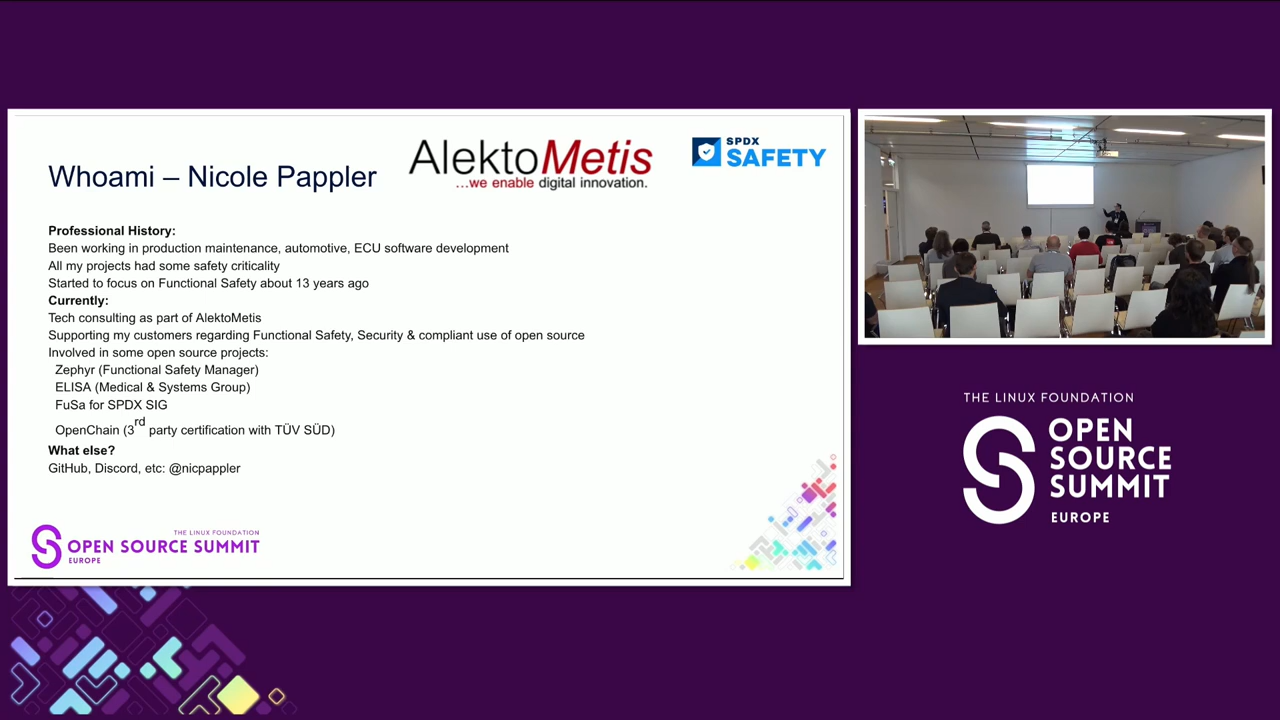 Whoami – Nicole Pappler
AlektoMetis
...we enable digital innovation.
SPDX
SAFETY
Professional History:
Been working in production maintenance, automotive, ECU software development
All my projects had some safety criticality
Started to focus on Functional Safety about 13 years ago
Currently:
Tech consulting as part of AlektoMetis
Supporting my customers regarding Functional Safety, Security & compliant use of open source
Involved in some open source projects:
Zephyr (Functional Safety Manager)
ELISA (Medical & Systems Group)
FuSa for SPDX SIG
OpenChain (3rd party certification with TÜV SÜD)
What else?
GitHub, Discord, etc: @nicpappler
THE LINUX FOUNDATION
OPEN SOURCE SUMMIT
EUROPE
THE LINUX FOUNDATION
OPEN
SOURCE
SUMMIT
EUROPE